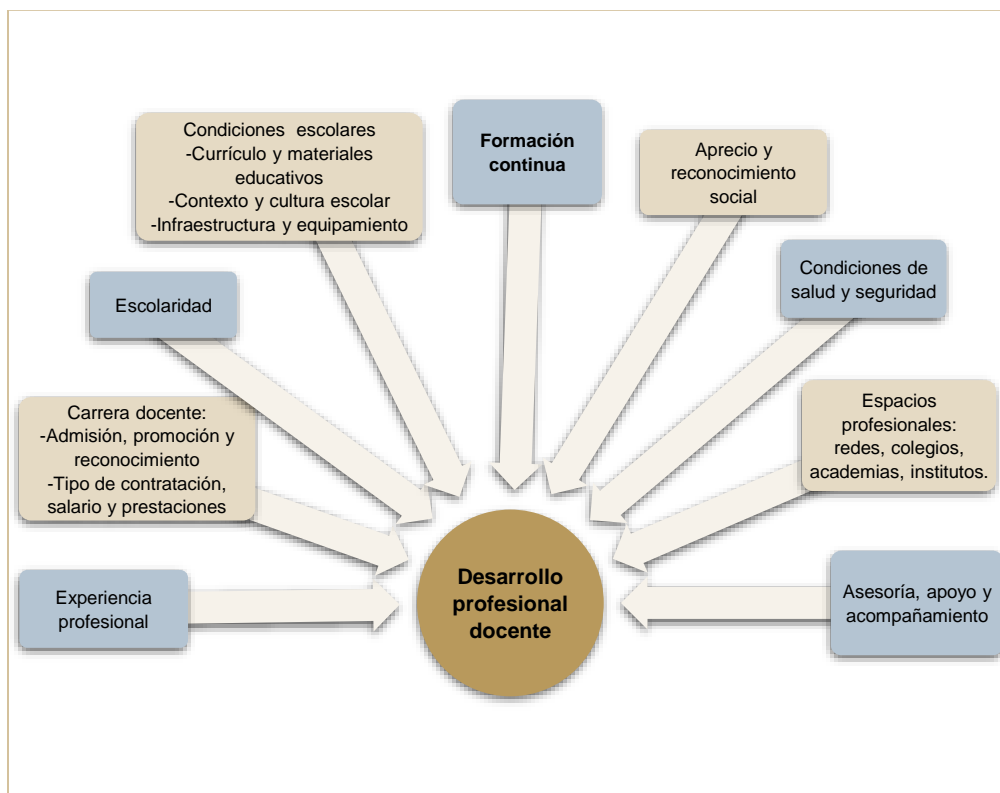 Condiciones escolares
-Currículo y materiales
educativos
-Contexto y cultura escolar
-Infraestructura y equipamiento
Formación
continua
Aprecio y
reconocimiento
social
Escolaridad
Condiciones de
salud y seguridad
Carrera docente:
-Admisión, promoción y
reconocimiento
-Tipo de contratación,
salario y prestaciones
Espacios
profesionales:
redes, colegios,
academias, institutos.
Experiencia
profesional
Desarrollo
profesional
docente
Asesoría, apoyo y
acompañamiento